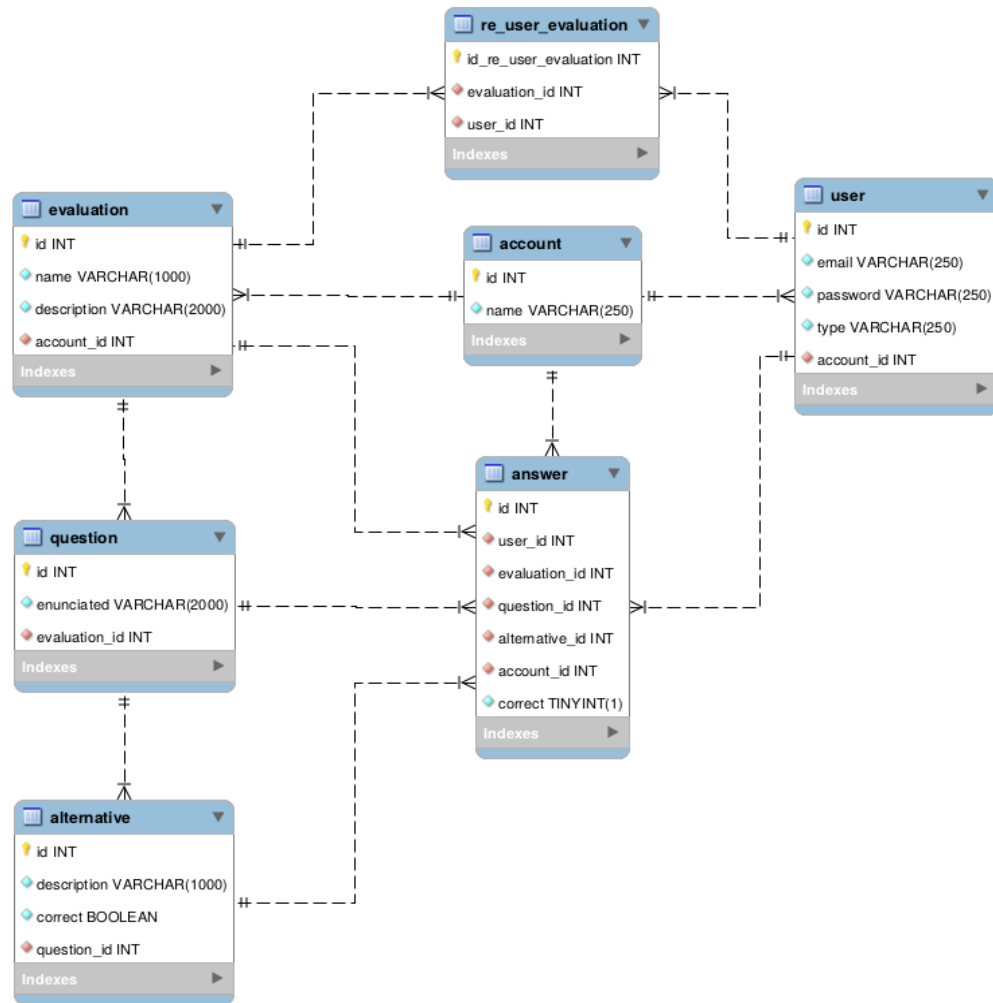 re_user_evaluation
id_re_user_evaluation INT
evaluation_id INT
user_id INT
Indexes
evaluation
id INT
name VARCHAR(1000)
description VARCHAR(2000)
account_id INT
Indexes
account
id INT
name VARCHAR(250)
Indexes
user
id INT
email VARCHAR(250)
password VARCHAR(250)
type VARCHAR(250)
account_id INT
Indexes
question
id INT
enunciated VARCHAR(2000)
evaluation_id INT
Indexes
answer
id INT
user_id INT
evaluation_id INT
question_id INT
alternative_id INT
account_id INT
correct TINYINT(1)
Indexes
alternative
id INT
description VARCHAR(1000)
correct BOOLEAN
question_id INT
Indexes